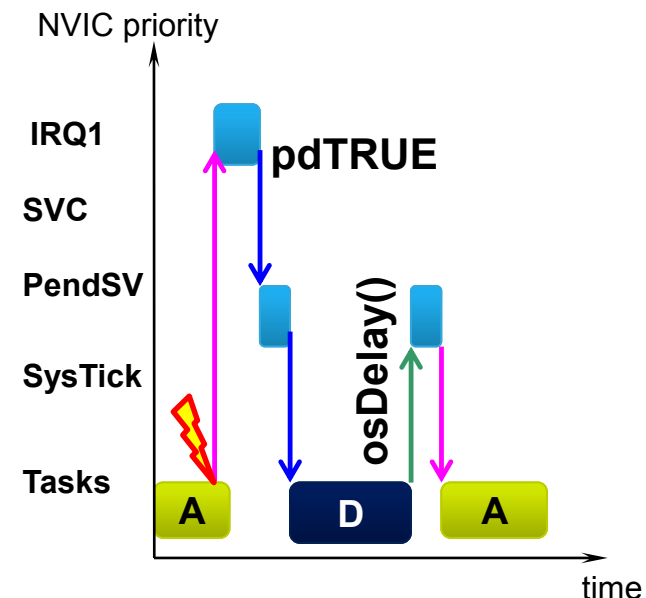 NVIC priority
IRQ1
pdTRUE
SVC
PendSV
osDelay()
SysTick
Tasks
A
D
A
time